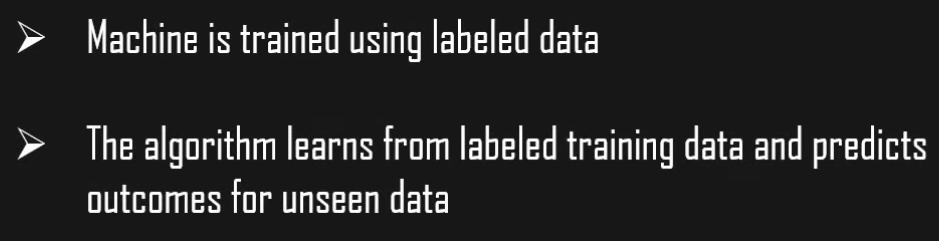 Machine is trained using labeled data
The algorithm learns from labeled training data and predicts
outcomes for unseen data